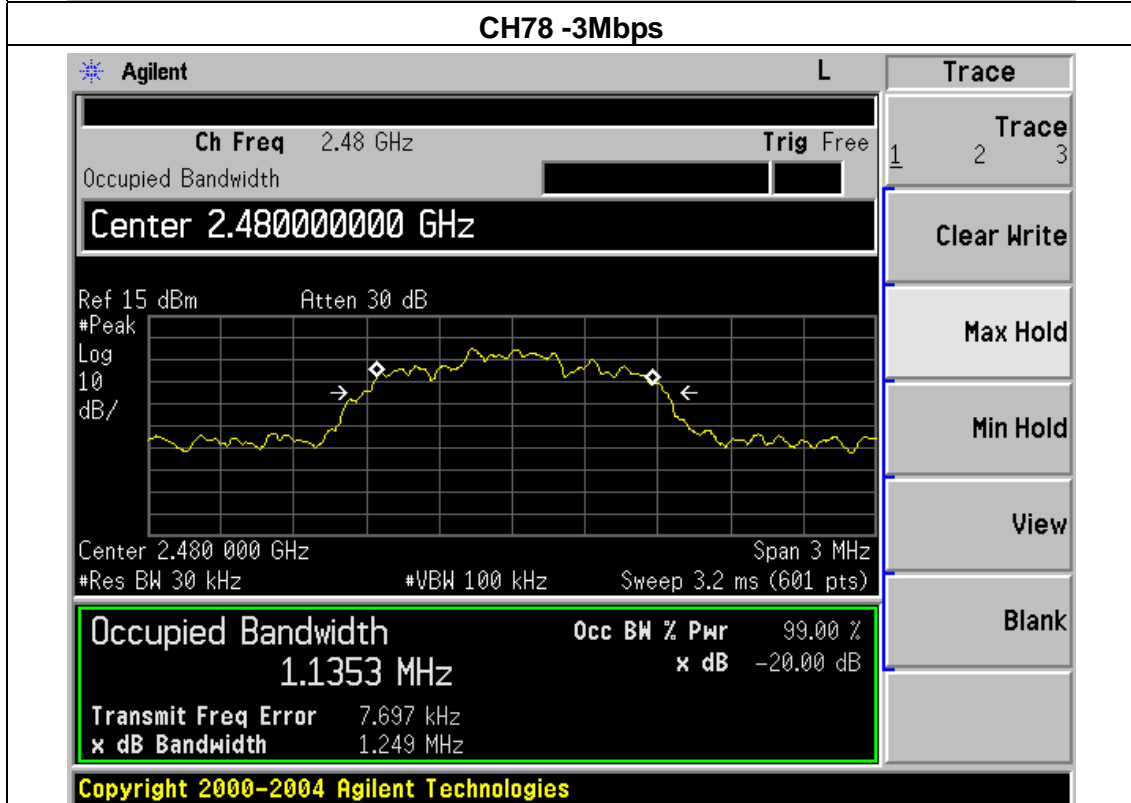 CH78 -3Mbps
Agilent L Trace
Ch Freq 2.48 GHz Trig Free
Occupied Bandwidth
Center 2.480000000 GHz
Ref 15 dBm Atten 30 dB
#Peak
Log
10
dB/
Center 2.480 000 GHz Span 3 MHz
#Res BW 30 kHz #VBW 100 kHz Sweep 3.2 ms (601 pts)
Occupied Bandwidth Occ BW % Pwr 99.00 %
1.1353 MHz x dB -20.00 dB
Transmit Freq Error 7.697 kHz
x dB Bandwidth 1.249 MHz
Copyright 2000-2004 Agilent Technologies
Trace
1 2 3
Clear Write
Max Hold
Min Hold
View
Blank